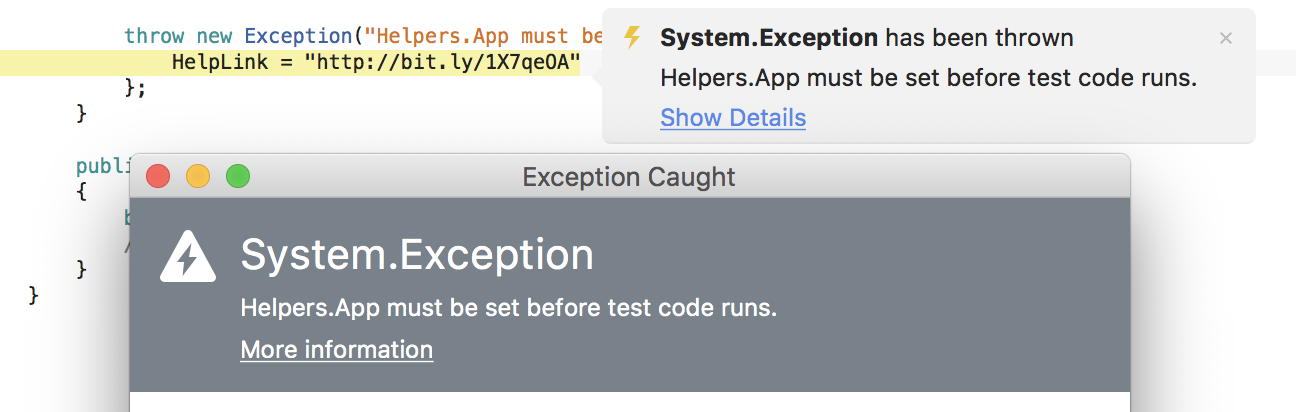 throw new Exception("Helpers.App must be
HelpLink = "http://bit.ly/1X7qeOA"
};
}
publi
{
b
/
}
}
System.Exception has been thrown ×
Helpers.App must be set before test code runs.
Show Details
Exception Caught
System.Exception
Helpers.App must be set before test code runs.
More information